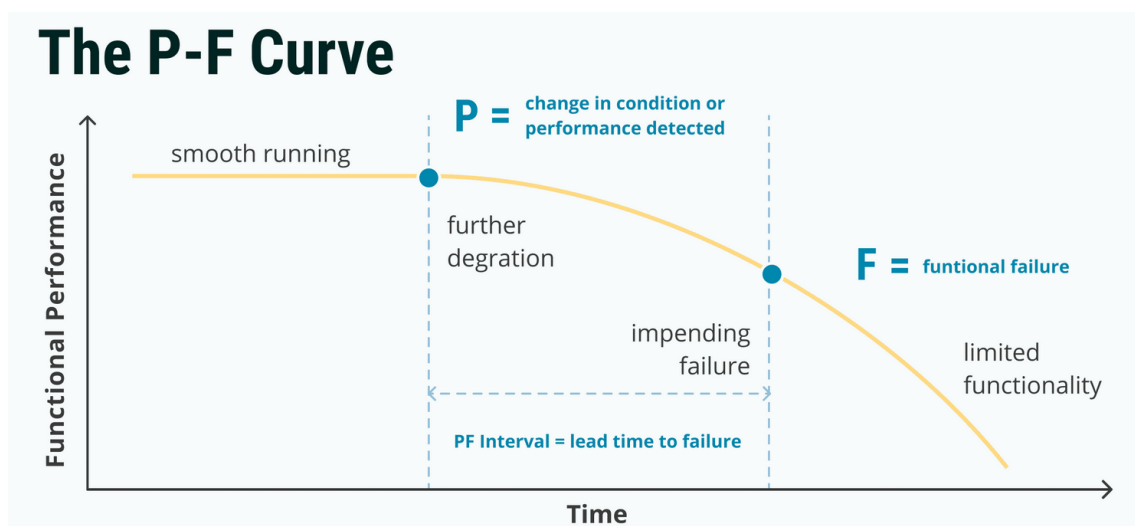 The P-F Curve
P = change in condition or
performance detected
smooth running
further
degration
F = funtional failure
impending
failure
limited
functionality
PF Interval = lead time to failure
Functional Performance
Time